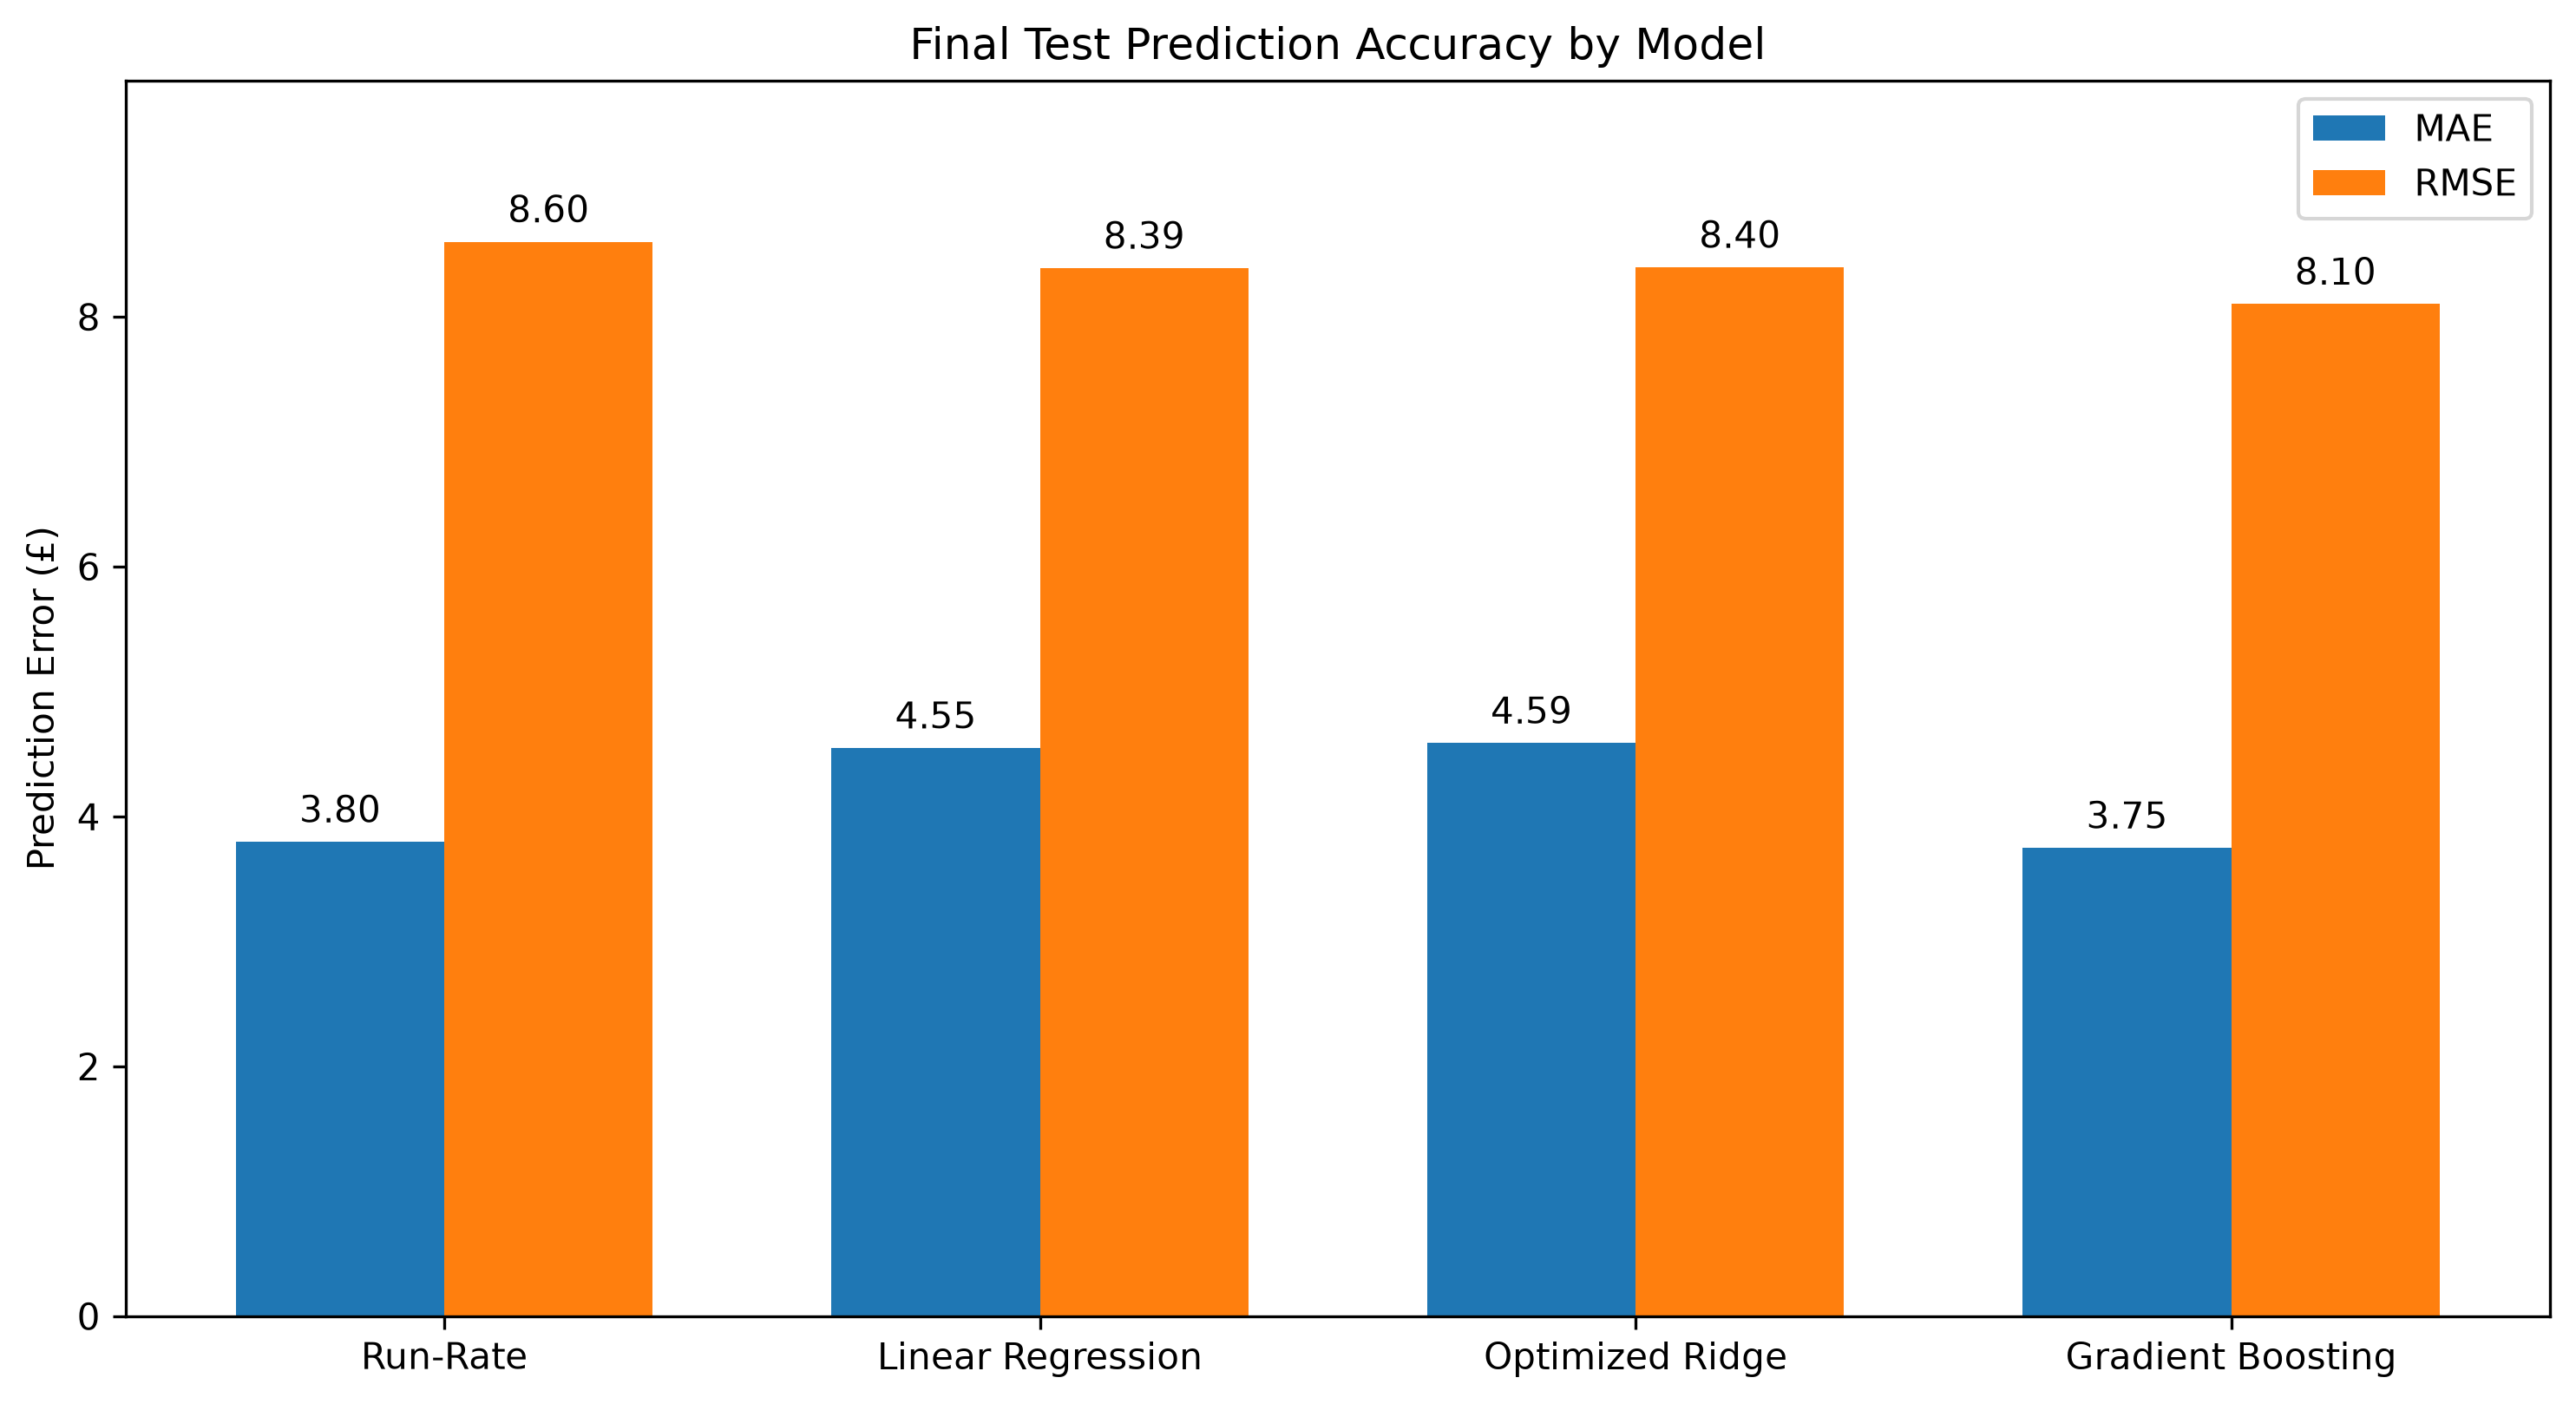 Final Test Prediction Accuracy by Model
MAE
RMSE
Prediction Error (£)
8
6
4
2
0
3.80
8.60
4.55
8.39
4.59
8.40
3.75
8.10
Run-Rate
Linear Regression
Optimized Ridge
Gradient Boosting